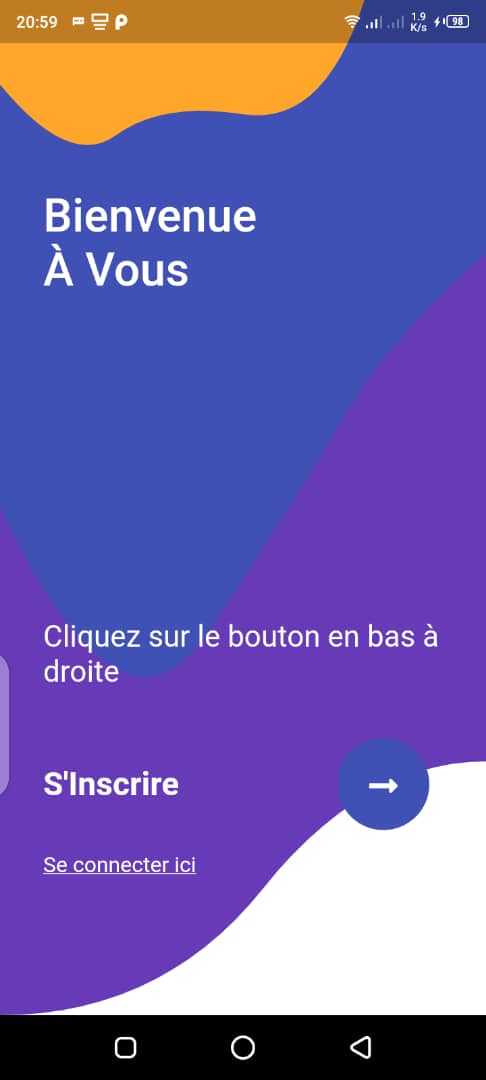 20:59
1.9
K/s
98
Bienvenue
À Vous
Cliquez sur le bouton en bas à
droite
S'Inscrire
Se connecter ici